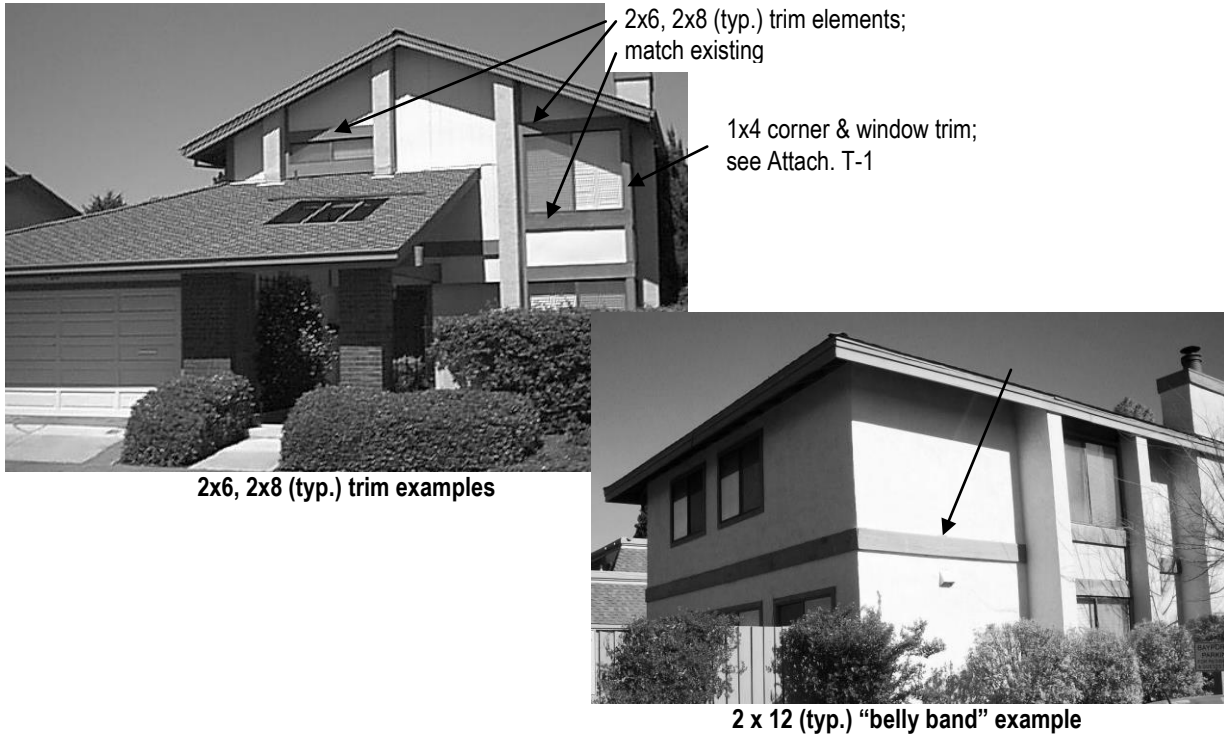 2x6, 2x8 (typ.) trim elements;
match existing
1x4 corner & window trim;
see Attach. T-1
2x6, 2x8 (typ.) trim examples
2 x 12 (typ.) “belly band” example